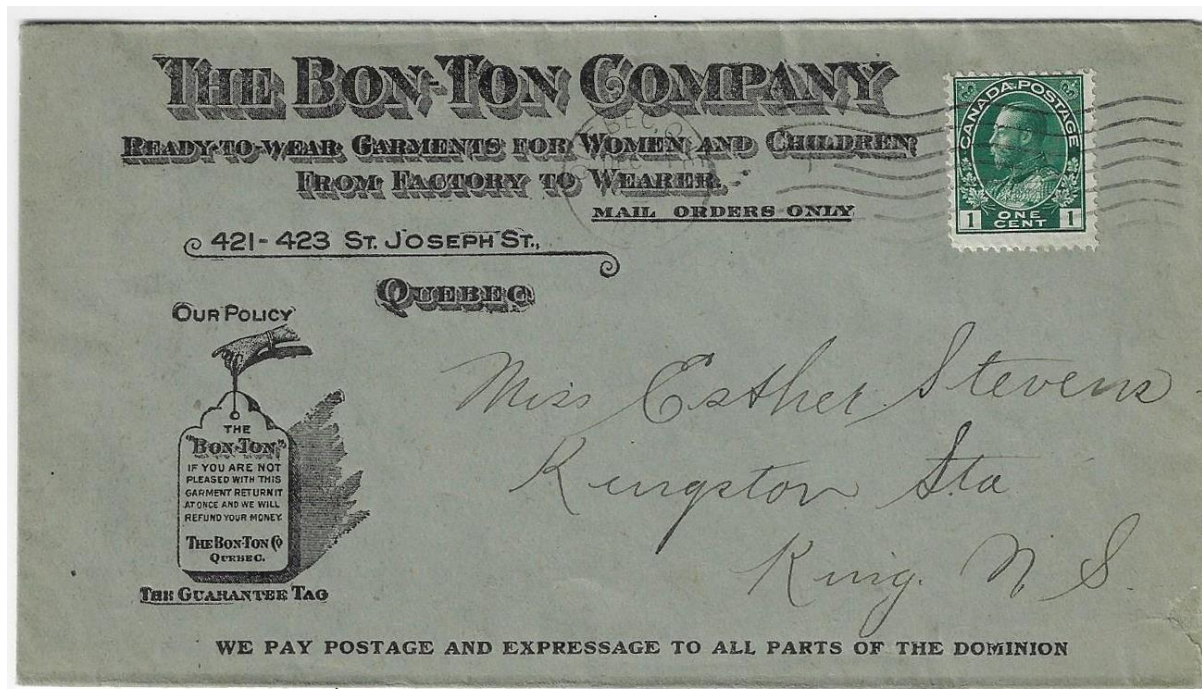 THE BON-TON COMPANY
READY-TO-WEAR GARMENTS FOR WOMEN AND CHILDREN
FROM FACTORY TO WEARER.
MAIL ORDERS ONLY
421-423 ST. JOSEPH ST.,
QUEBEC
CANADA POSTAGE
1 ONE CENT 1
OUR POLICY
THE
"BON-TON"
IF YOU ARE NOT
PLEASED WITH THIS
GARMENT RETURN IT
AT ONCE AND WE WILL
REFUND YOUR MONEY.
THE BON-TON CO
QUEBEC.
THE GUARANTEE TAG
Miss Esther Stevens
Kingston Sta
King. N. S.
WE PAY POSTAGE AND EXPRESSAGE TO ALL PARTS OF THE DOMINION